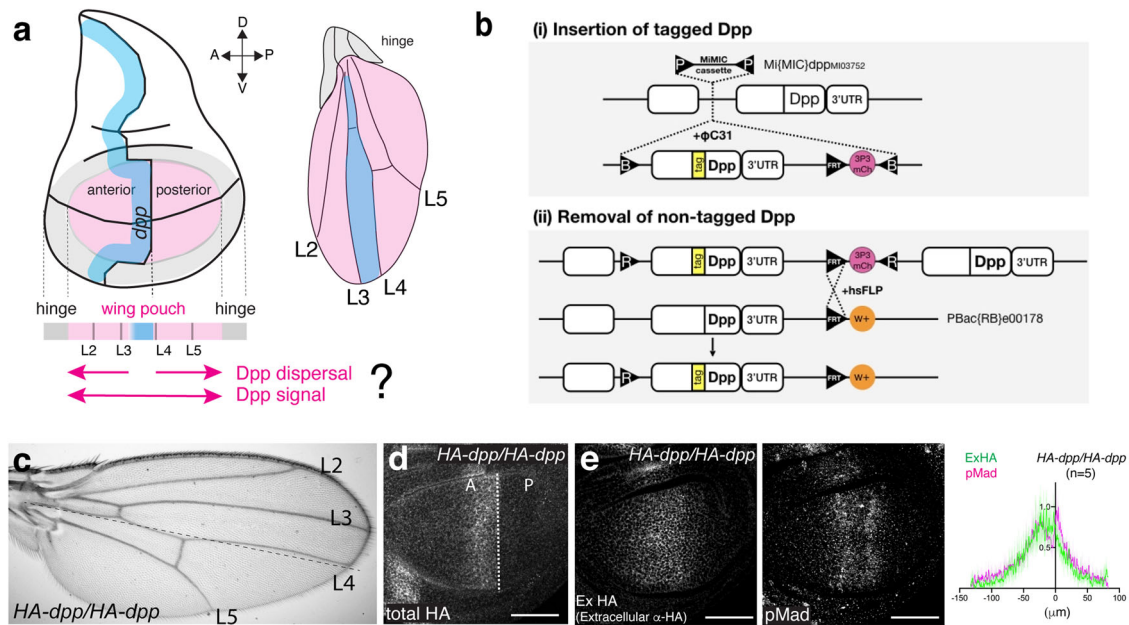 a
D
A
P
V
hinge
anterior
posterior
dpp
L5
L2
L3
L4
hinge
wing pouch
hinge
L2
L3
L4
L5
Dpp dispersal
Dpp signal
?
b
(i) Insertion of tagged Dpp
P
MiMIC
cassette
P
Mi{MIC}dppMI03752
Dpp
3'UTR
+φC31
B
tag
Dpp
3'UTR
FRT
3P3
mCh
B
(ii) Removal of non-tagged Dpp
R
tag
Dpp
3'UTR
FRT
3P3
mCh
R
Dpp
3'UTR
+hsFLP
Dpp
3'UTR
FRT
w+
PBac{RB}e00178
R
tag
Dpp
3'UTR
FRT
w+
c
L2
L3
L4
L5
HA-dpp/HA-dpp
d
HA-dpp/HA-dpp
A
P
total HA
e
HA-dpp/HA-dpp
Ex HA
(Extracellular α-HA)
pMad
ExHA
pMad
HA-dpp/HA-dpp
(n=5)
1.0
0.5
-150
-100
-50
0
50
100
(μm)